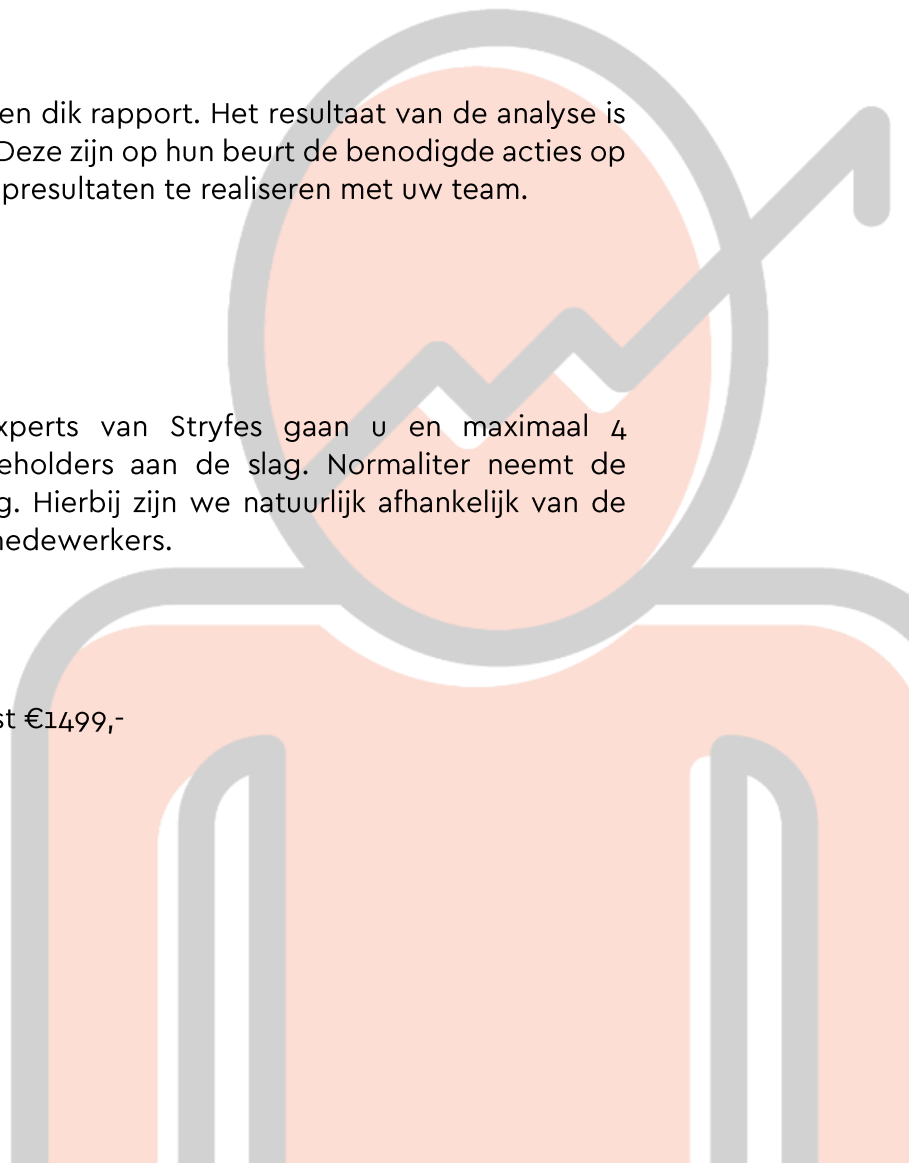 en dik rapport. Het resultaat van de analyse is
Deze zijn op hun beurt de benodigde acties op
presultaten te realiseren met uw team.
xperts van Stryfes gaan u en maximaal 4
eholders aan de slag. Normaliter neemt de
g. Hierbij zijn we natuurlijk afhankelijk van de
nedewerkers.
st €1499,-